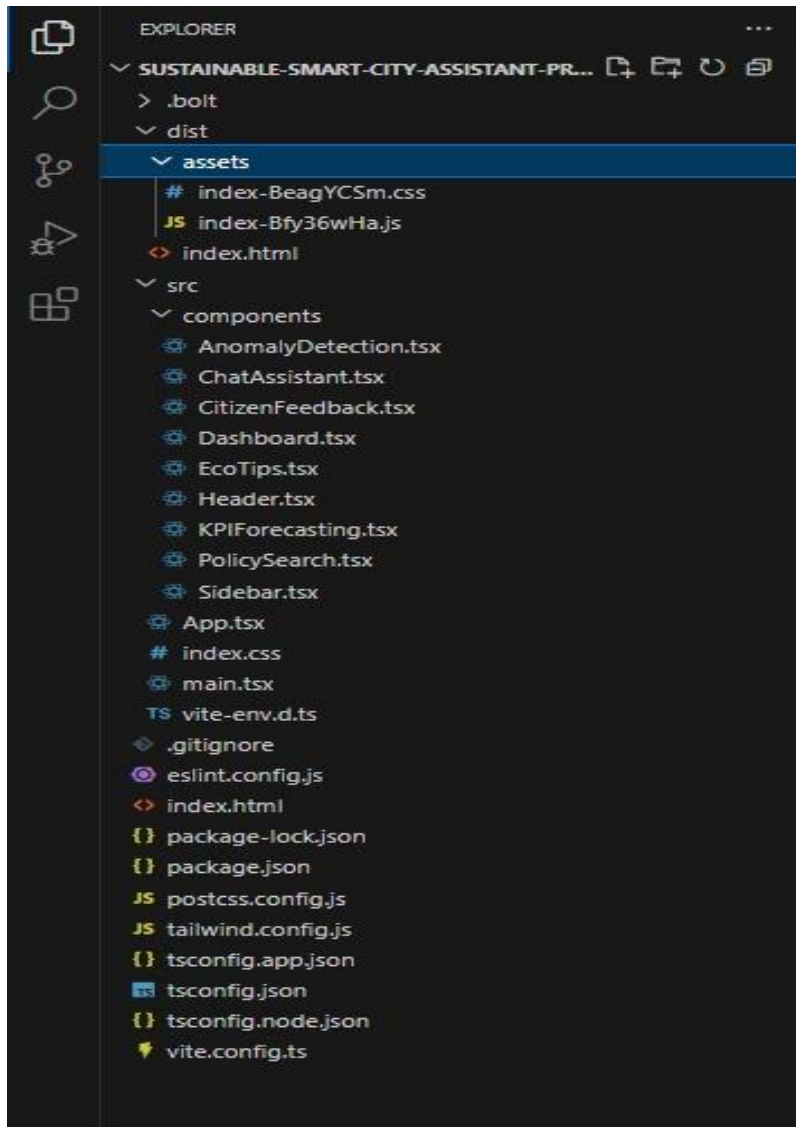 EXPLORER ...
SUSTAINABLE-SMART-CITY-ASSISTANT-PR...
.bolt
dist
assets
# index-BeagYCSm.css
JS index-Bfy36wHa.js
<> index.html
src
components
AnomalyDetection.tsx
ChatAssistant.tsx
CitizenFeedback.tsx
Dashboard.tsx
EcoTips.tsx
Header.tsx
KPIForecasting.tsx
PolicySearch.tsx
Sidebar.tsx
App.tsx
# index.css
main.tsx
TS vite-env.d.ts
.gitignore
eslint.config.js
<> index.html
{} package-lock.json
{} package.json
JS postcss.config.js
JS tailwind.config.js
{} tsconfig.app.json
TS tsconfig.json
{} tsconfig.node.json
vite.config.ts